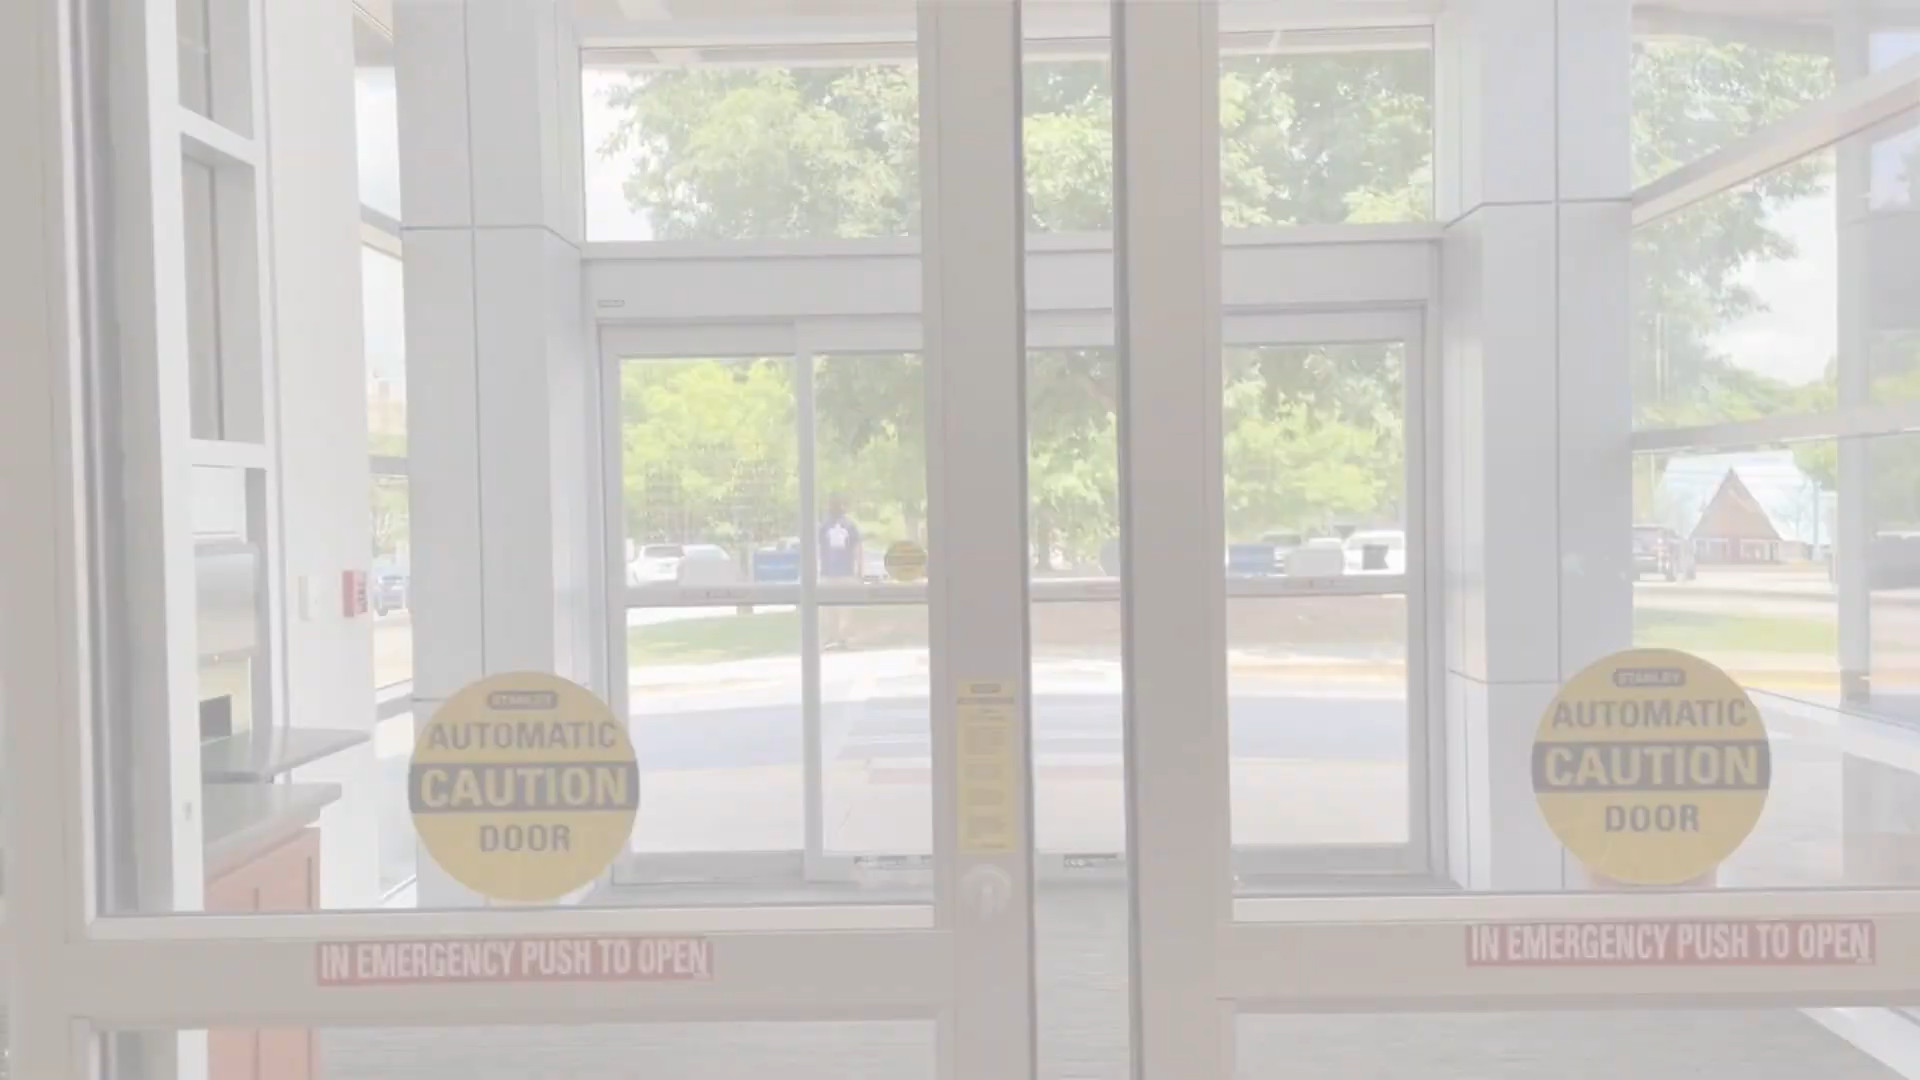 STANLEY
AUTOMATIC
CAUTION
DOOR
IN EMERGENCY PUSH TO OPEN
STANLEY
AUTOMATIC
CAUTION
DOOR
IN EMERGENCY PUSH TO OPEN